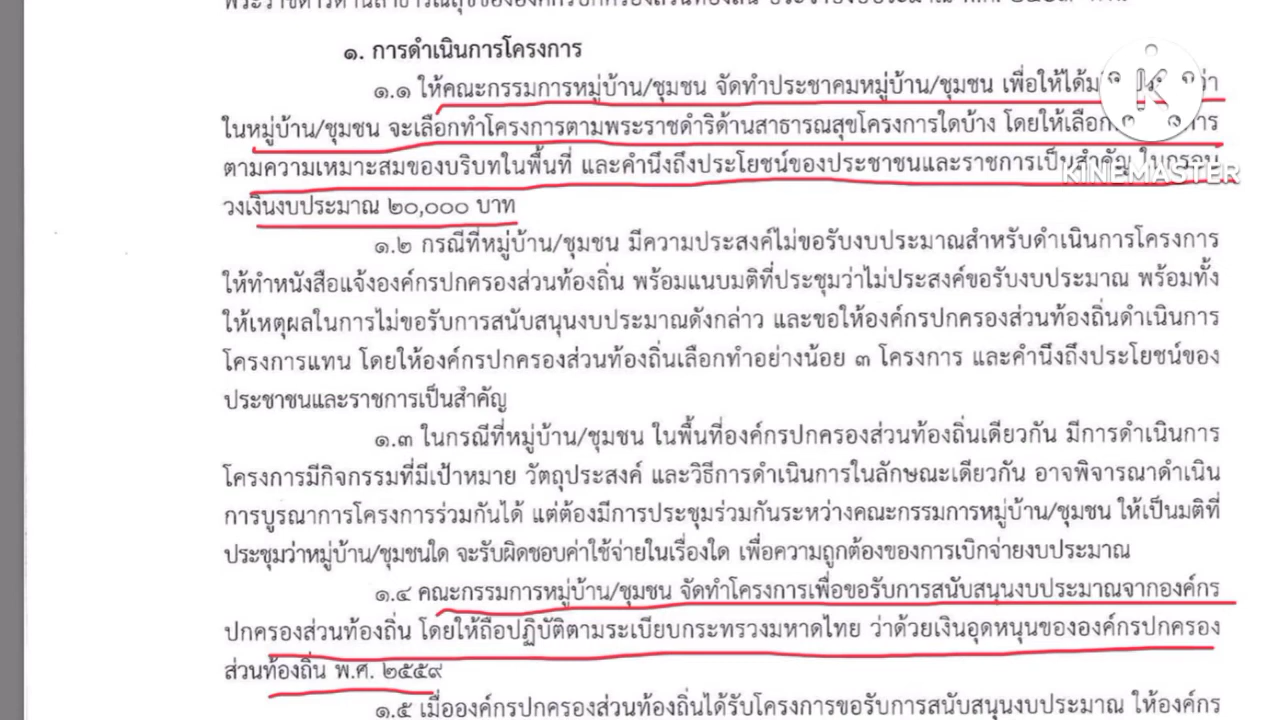 ๑. การดำเนินการโครงการ
๑.๑ ให้คณะกรรมการหมู่บ้าน/ชุมชน จัดทำประชาคมหมู่บ้าน/ชุมชน เพื่อให้ได้ม
ในหมู่บ้าน/ชุมชน จะเลือกทำโครงการตามพระราชดำริด้านสาธารณสุขโครงการใดบ้าง โดยให้เลือก
ตามความเหมาะสมของบริบทในพื้นที่ และคำนึงถึงประโยชน์ของประชาชนและราชการเป็นสำคัญ ในกรอบ
KINEMASTER
วงเงินงบประมาณ ๒๐,๐๐๐ บาท
๑.๒ กรณีที่หมู่บ้าน/ชุมชน มีความประสงค์ไม่ขอรับงบประมาณสำหรับดำเนินการโครงการ
ให้ทำหนังสือแจ้งองค์กรปกครองส่วนท้องถิ่น พร้อมแนบมติที่ประชุมว่าไม่ประสงค์ขอรับงบประมาณ พร้อมทั้ง
ให้เหตุผลในการไม่ขอรับการสนับสนุนงบประมาณดังกล่าว และขอให้องค์กรปกครองส่วนท้องถิ่นดำเนินการ
โครงการแทน โดยให้องค์กรปกครองส่วนท้องถิ่นเลือกทำอย่างน้อย ๓ โครงการ และคำนึงถึงประโยชน์ของ
ประชาชนและราชการเป็นสำคัญ
๑.๓ ในกรณีที่หมู่บ้าน/ชุมชน ในพื้นที่องค์กรปกครองส่วนท้องถิ่นเดียวกัน มีการดำเนินการ
โครงการมีกิจกรรมที่มีเป้าหมาย วัตถุประสงค์ และวิธีการดำเนินการในลักษณะเดียวกัน อาจพิจารณาดำเนิน
การบูรณาการโครงการร่วมกันได้ แต่ต้องมีการประชุมร่วมกันระหว่างคณะกรรมการหมู่บ้าน/ชุมชน ให้เป็นมติที่
ประชุมว่าหมู่บ้าน/ชุมชนใด จะรับผิดชอบค่าใช้จ่ายในเรื่องใด เพื่อความถูกต้องของการเบิกจ่ายงบประมาณ
๑.๔ คณะกรรมการหมู่บ้าน/ชุมชน จัดทำโครงการเพื่อขอรับการสนับสนุนงบประมาณจากองค์กร
ปกครองส่วนท้องถิ่น โดยให้ถือปฏิบัติตามระเบียบกระทรวงมหาดไทย ว่าด้วยเงินอุดหนุนขององค์กรปกครอง
ส่วนท้องถิ่น พ.ศ. ๒๕๕๙
๑.๕ เมื่อองค์กรปกครองส่วนท้องถิ่นได้รับโครงการขอรับการสนับสนุนงบประมาณ ให้องค์กร